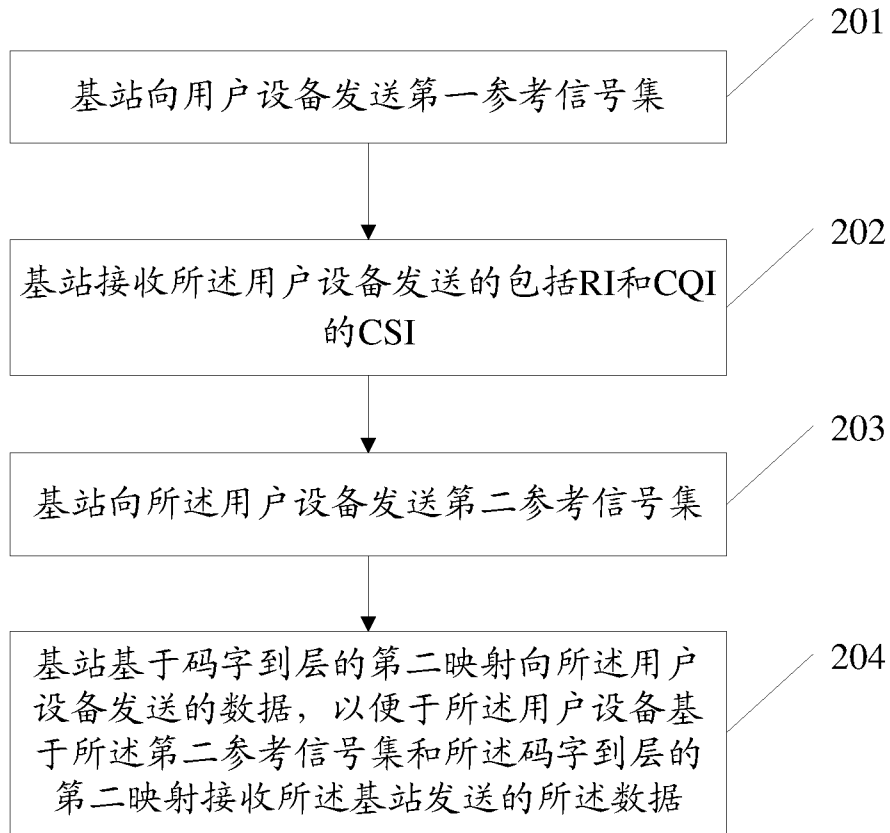 201
基站向用户设备发送第一参考信号集
202
基站接收所述用户设备发送的包括RI和CQI
的CSI
203
基站向所述用户设备发送第二参考信号集
204
基站基于码字到层的第二映射向所述用户
设备发送的数据，以便于所述用户设备基
于所述第二参考信号集和所述码字到层的
第二映射接收所述基站发送的所述数据